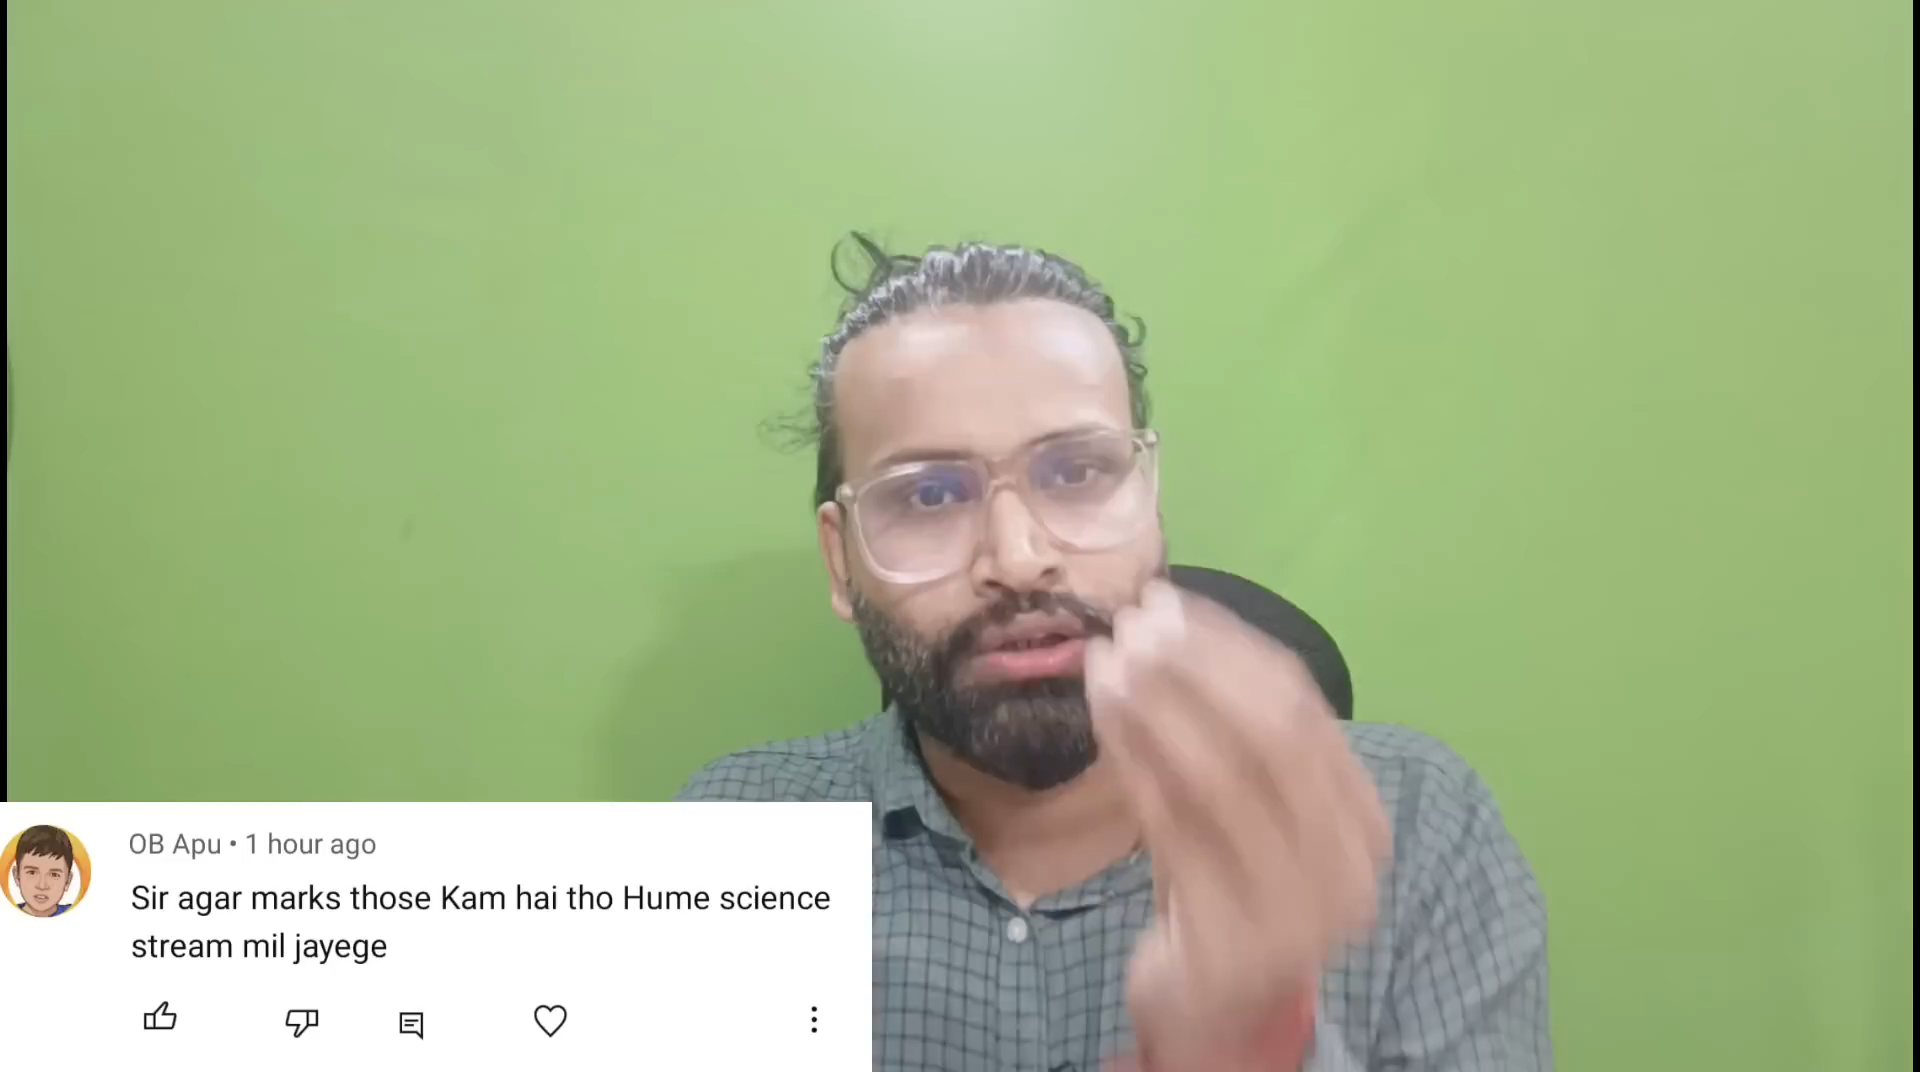 OB Apu • 1 hour ago
Sir agar marks those Kam hai tho Hume science
stream mil jayege